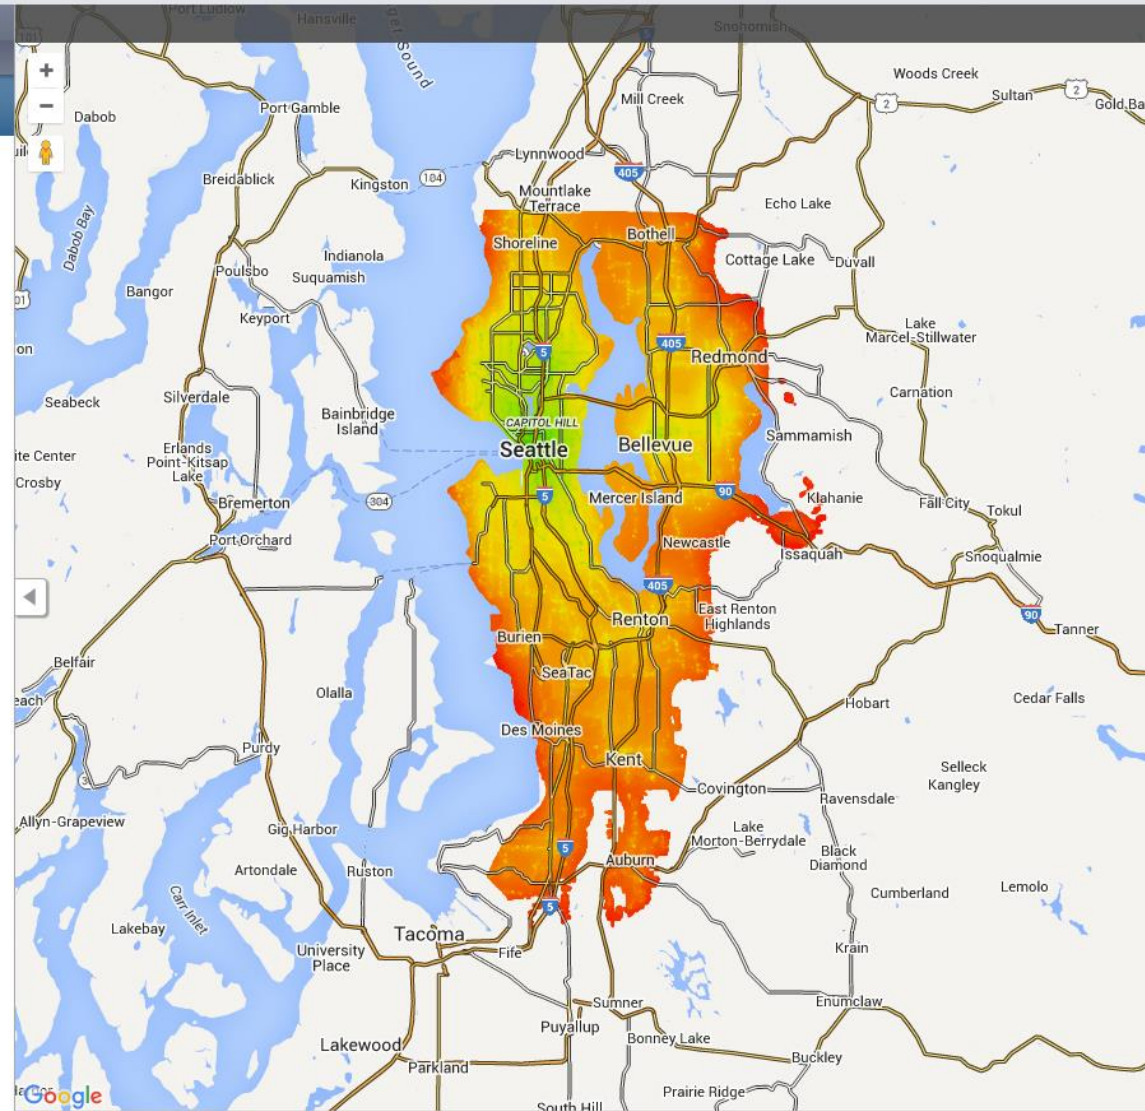 Port Ludlow
Hansville
Snohomish
101
5
Woods Creek
Sultan
2
2
Mill Creek
Port Gamble
Dabob
Lynnwood
405
Breidablick
Kingston
104
Mountlake
Terrace
Echo Lake
Dabob Bay
Shoreline
Bothell
Indianola
Cottage Lake
Duvall
Poulsbo
Suquamish
Bangor
Keyport
Lake
Marcel-Stillwater
5
405
Redmond
Silverdale
Carnation
Seabeck
Bainbridge
Island
CAPITOL HILL
Sammamish
Seattle
Bellevue
Erlands
Point-Kitsap
Lake
ite Center
Crosby
Bremerton
304
5
Mercer Island
90
Klahanie
Fall City
Tokul
Port Orchard
Newcastle
Issaquah
Snoqualmie
405
East Renton
Highlands
Renton
90
Tanner
Burien
Belfair
SeaTac
Olalla
Hobart
Cedar Falls
Des Moines
Purdy
Kent
Selleck
Kangley
Covington
Ravensdale
Allyn-Grapeview
Gig Harbor
Lake
Morton-Berrydale
5
Black
Diamond
Artondale
Ruston
Auburn
Cumberland
Lemolo
Carr Inlet
5
Lakebay
Tacoma
University
Place
Fife
Krain
Sumner
Enumclaw
Puyallup
Bonney Lake
Lakewood
Parkland
Buckley
Prairie Ridge
Google
South Hill